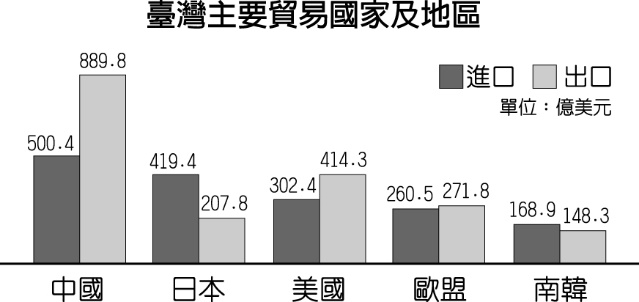 臺灣主要貿易國家及地區
889.8
進口 出口
單位：億美元
500.4
419.4
414.3
302.4
207.8
260.5
271.8
168.9
148.3
中國 日本 美國 歐盟 南韓